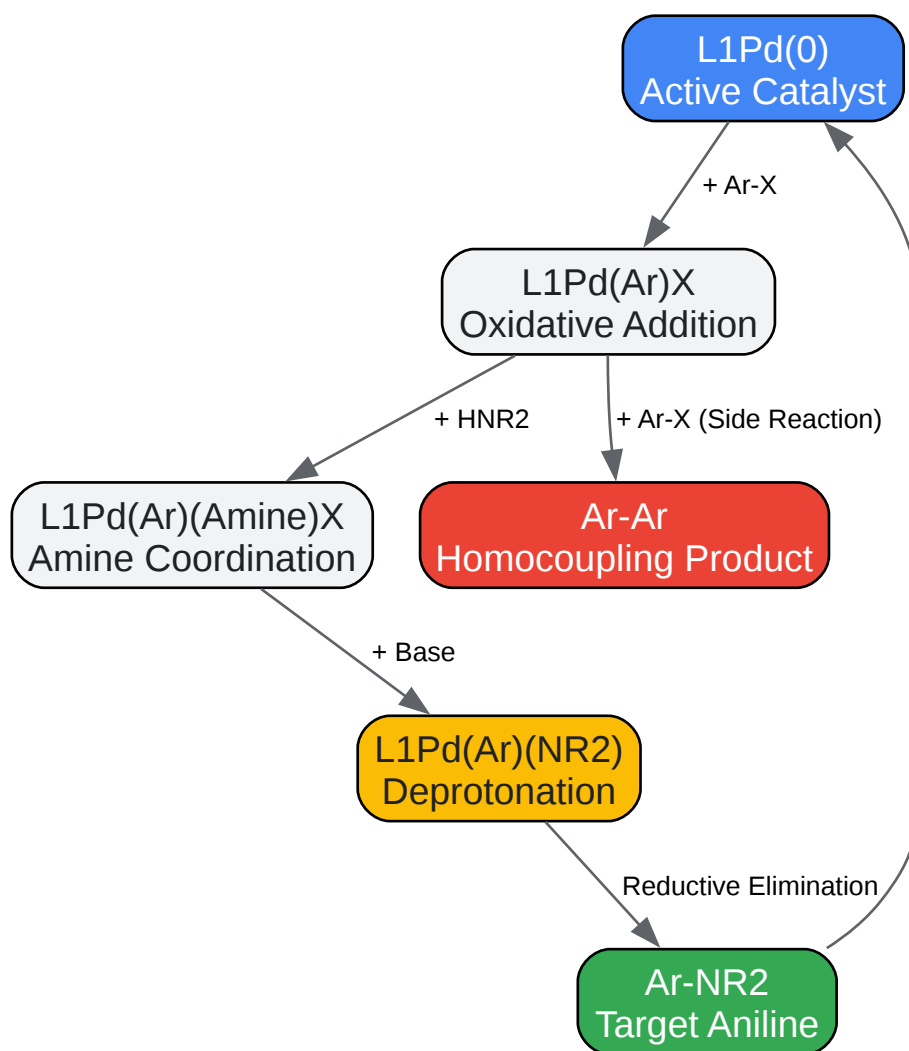 L1Pd(0)
Active Catalyst
+ Ar-X
L1Pd(Ar)X
Oxidative Addition
+ HNR2
+ Ar-X (Side Reaction)
L1Pd(Ar)(Amine)X
Amine Coordination
Ar-Ar
Homocoupling Product
+ Base
L1Pd(Ar)(NR2)
Deprotonation
Reductive Elimination
Ar-NR2
Target Aniline